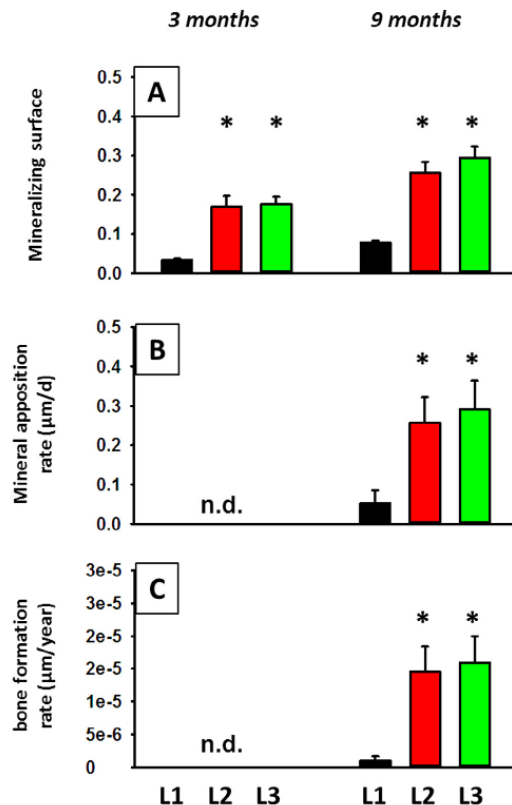 3 months 9 months
A
Mineralizing surface
0.5
0.4
0.3
0.2
0.1
0.0
* * * *
B
Mineral apposition
rate (µm/d)
0.5
0.4
0.3
0.2
0.1
0.0
* *
n.d.
C
bone formation
rate (µm/year)
3e-5
3e-5
2e-5
2e-5
1e-5
5e-6
0
* *
n.d.
L1 L2 L3 L1 L2 L3